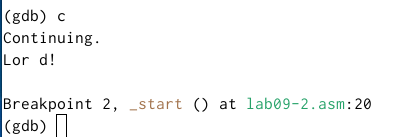 (gdb) c
Continuing.
Lor d!
Breakpoint 2, _start () at lab09-2.asm:20
(gdb)